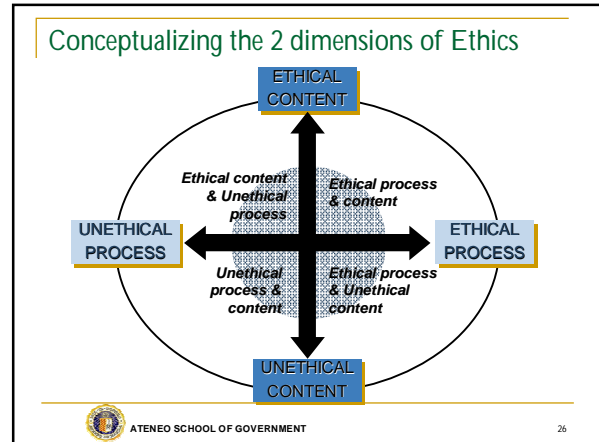 Conceptualizing the 2 dimensions of Ethics
ETHICAL
CONTENT
Ethical content
& Unethical
process
Ethical process
& content
UNETHICAL
PROCESS
ETHICAL
PROCESS
Unethical
process &
content
Ethical process
& Unethical
content
UNETHICAL
CONTENT
ATENEO SCHOOL OF GOVERNMENT
26